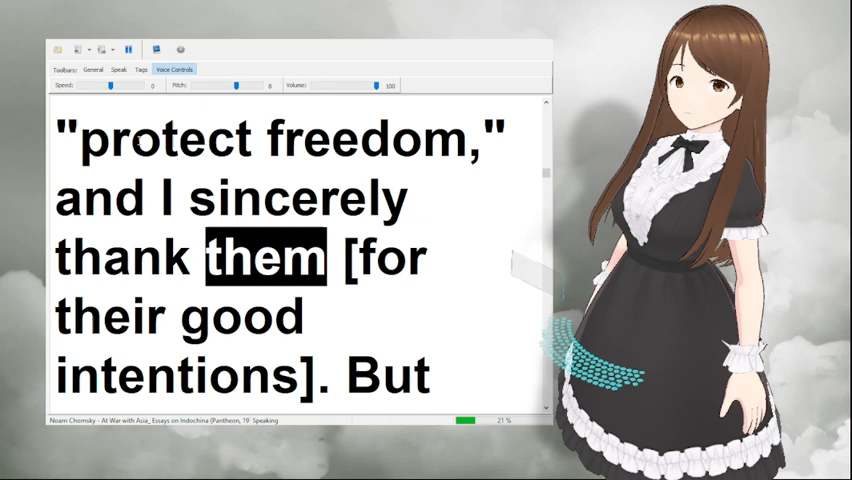 Toolbars: General Speak Tags Voice Controls
Speed: 0 Pitch: 8 Volume: 100
"protect freedom,"
and I sincerely
thank them [for
their good
intentions]. But
Noam Chomsky - At War with Asia_ Essays on Indochina (Pantheon, 19 Speaking 21 %